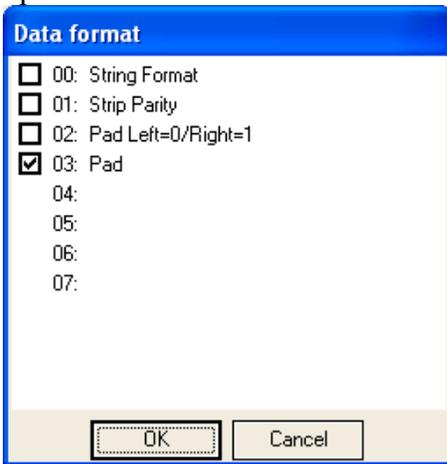 Data format
00: String Format
01: Strip Parity
02: Pad Left=0/Right=1
03: Pad
04:
05:
06:
07:
OK Cancel